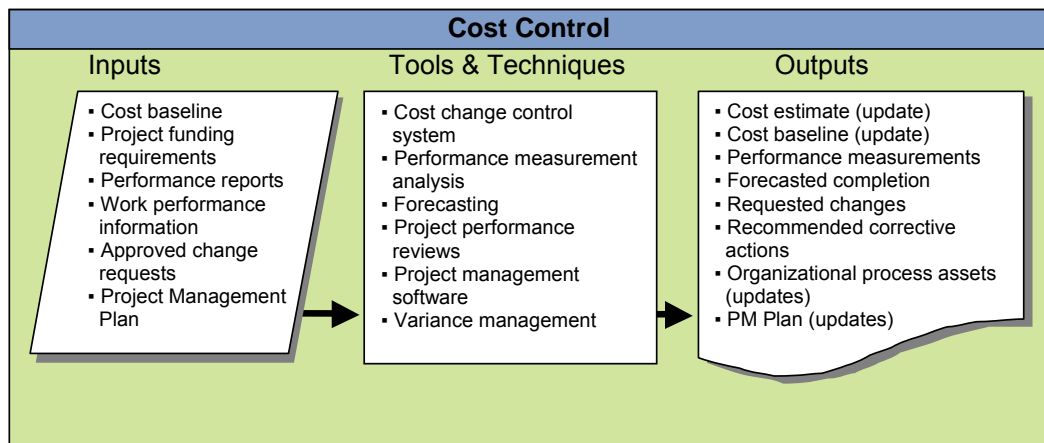 Cost Control
Inputs
▪ Cost baseline
▪ Project funding
requirements
▪ Performance reports
▪ Work performance
information
▪ Approved change
requests
▪ Project Management
Plan
Tools & Techniques
▪ Cost change control
system
▪ Performance measurement
analysis
▪ Forecasting
▪ Project performance
reviews
▪ Project management
software
▪ Variance management
Outputs
▪ Cost estimate (update)
▪ Cost baseline (update)
▪ Performance measurements
▪ Forecasted completion
▪ Requested changes
▪ Recommended corrective
actions
▪ Organizational process assets
(updates)
▪ PM Plan (updates)